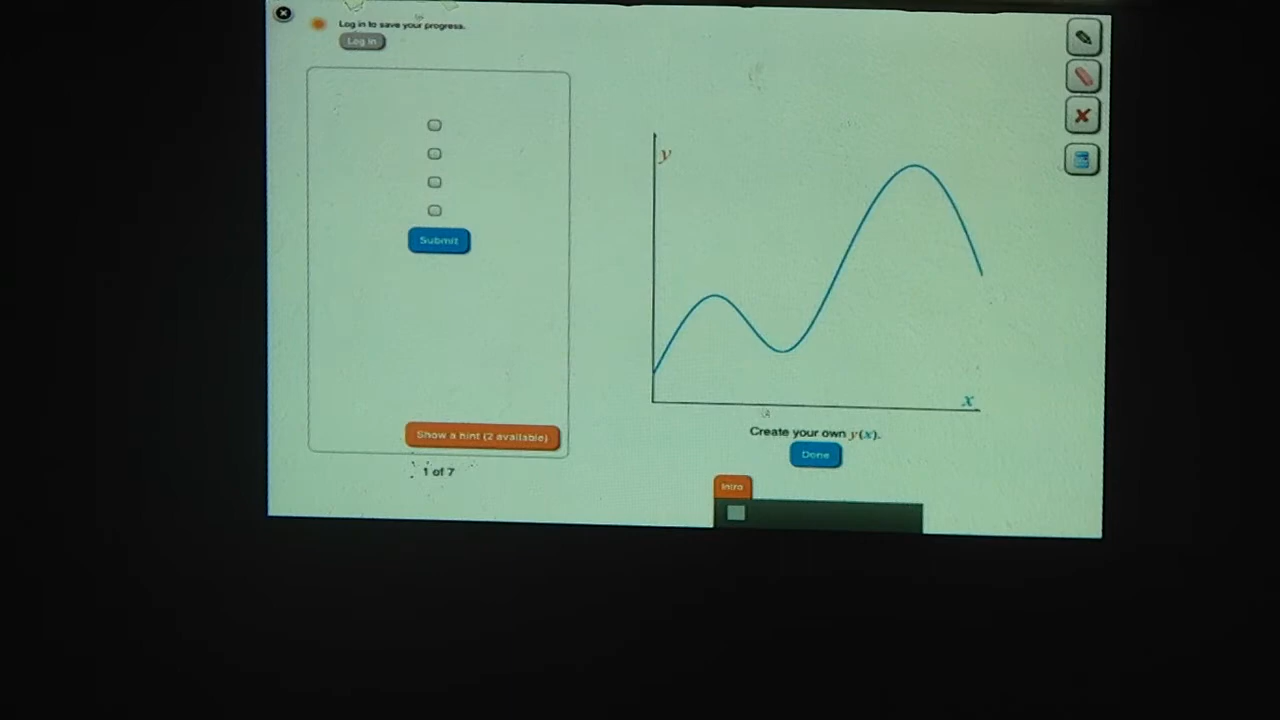 Log in to save your progress.
Log in
Submit
Show a hint (2 available)
1 of 7
y
x
Create your own y(x).
Done
Intro